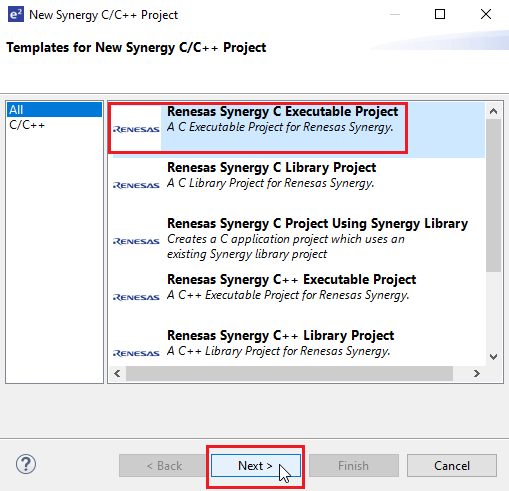 e² New Synergy C/C++ Project
Templates for New Synergy C/C++ Project
All
C/C++
RENESAS
Renesas Synergy C Executable Project
A C Executable Project for Renesas Synergy.
RENESAS
Renesas Synergy C Library Project
A C Library Project for Renesas Synergy.
RENESAS
Renesas Synergy C Project Using Synergy Library
Creates a C application project which uses an
existing Synergy library project
RENESAS
Renesas Synergy C++ Executable Project
A C++ Executable Project for Renesas Synergy.
RENESAS
Renesas Synergy C++ Library Project
A C++ Library Project for Renesas Synergy.
? < Back Next > Finish Cancel